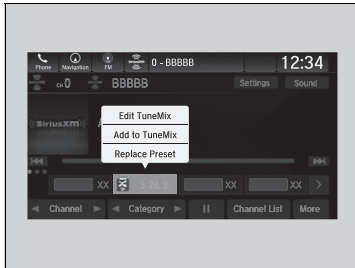 Phone Navigation FM 0 - BBBBB 12:34
CH 0 BBBBB Settings Sound
SiriusXM
Edit TuneMix
Add to TuneMix
Replace Preset
XX XX XX
Channel Category Channel List More